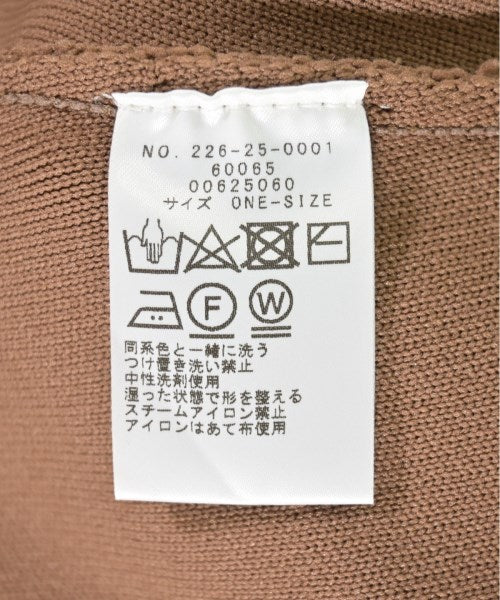 NO. 226-25-0001
60065
00625060
サイズ ONE-SIZE
F W
同系色と一緒に洗う
つけ置き洗い禁止
中性洗剤使用
湿った状態で形を整える
スチームアイロン禁止
アイロンはあて布使用